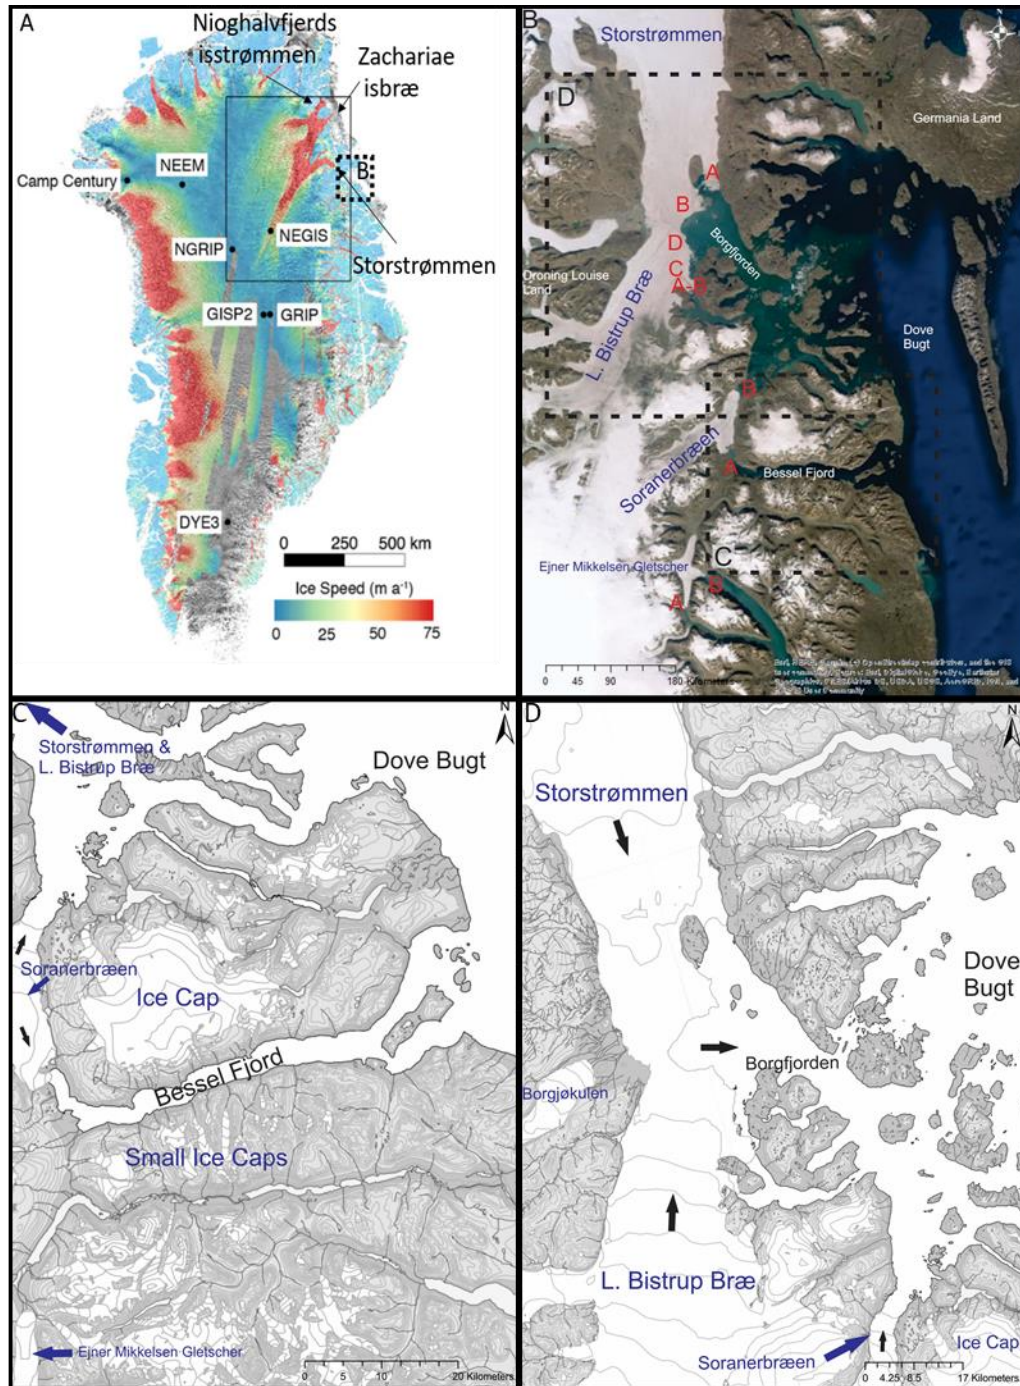 A
Nioghalvfjerds
isstrømmen
Zachariae
isbræ
NEEM
Camp Century
B
NGRIP
NEGIS
Storstrømmen
GISP2
GRIP
DYE3
0 250 500 km
Ice Speed (m a⁻¹)
0 25 50 75
B
Storstrømmen
D
Germania Land
A
B
Borgfjorden
D
C
A-B
Droning Louise
Land
L. Bistrup Bræ
Dove
Bugt
B
Soranerbræen
A
Bessel Fjord
C
Ejner Mikkelsen Gletscher
B
A
0 45 90 180 Kilometers
C
N
Storstrømmen &
L. Bistrup Bræ
Dove Bugt
Soranerbræen
Ice Cap
Bessel Fjord
Small Ice Caps
Ejner Mikkelsen Gletscher
0 5 10 20 Kilometers
D
N
Storstrømmen
Dove
Bugt
Borgfjorden
Borgjøkulen
L. Bistrup Bræ
Soranerbræen
Ice Cap
0 4.25 8.5 17 Kilometers